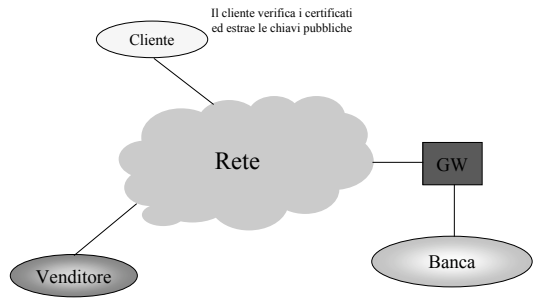 Il cliente verifica i certificati
ed estrae le chiavi pubbliche
Cliente
Rete
GW
Venditore
Banca